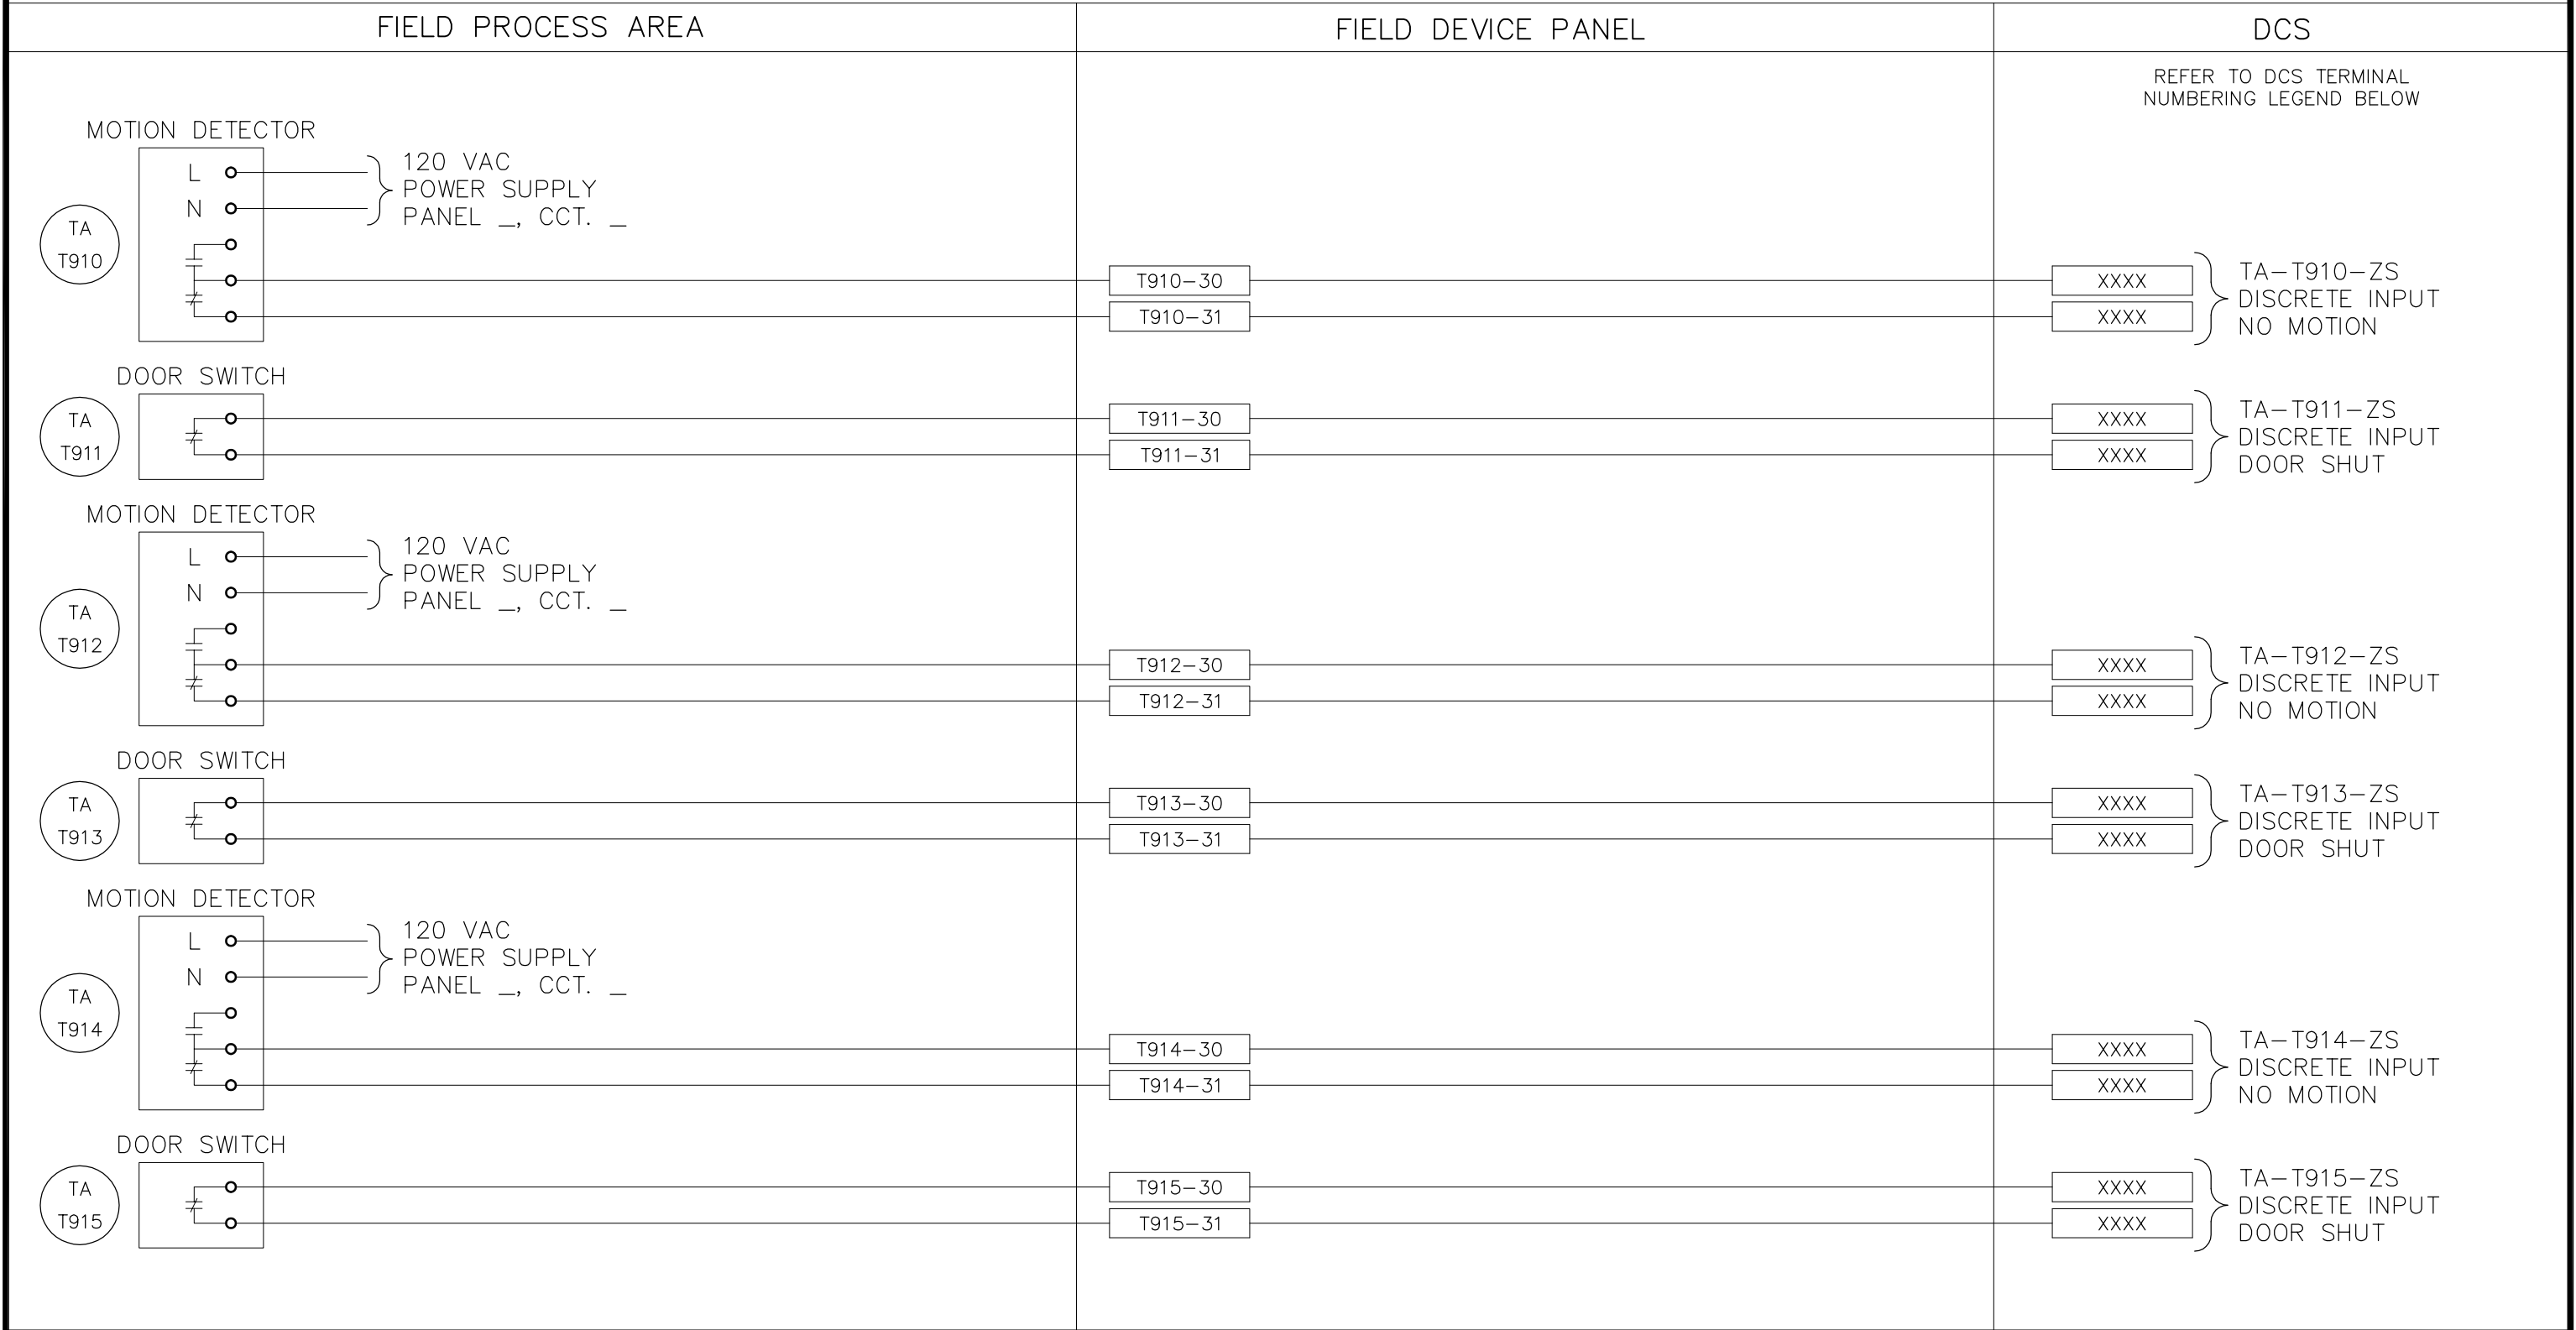 FIELD PROCESS AREA
FIELD DEVICE PANEL
DCS
REFER TO DCS TERMINAL
NUMBERING LEGEND BELOW
MOTION DETECTOR
L
N
120 VAC
POWER SUPPLY
PANEL _, CCT. _
TA
T910
T910-30
T910-31
XXXX
XXXX
TA-T910-ZS
DISCRETE INPUT
NO MOTION
DOOR SWITCH
TA
T911
T911-30
T911-31
XXXX
XXXX
TA-T911-ZS
DISCRETE INPUT
DOOR SHUT
MOTION DETECTOR
L
N
120 VAC
POWER SUPPLY
PANEL _, CCT. _
TA
T912
T912-30
T912-31
XXXX
XXXX
TA-T912-ZS
DISCRETE INPUT
NO MOTION
DOOR SWITCH
TA
T913
T913-30
T913-31
XXXX
XXXX
TA-T913-ZS
DISCRETE INPUT
DOOR SHUT
MOTION DETECTOR
L
N
120 VAC
POWER SUPPLY
PANEL _, CCT. _
TA
T914
T914-30
T914-31
XXXX
XXXX
TA-T914-ZS
DISCRETE INPUT
NO MOTION
DOOR SWITCH
TA
T915
T915-30
T915-31
XXXX
XXXX
TA-T915-ZS
DISCRETE INPUT
DOOR SHUT